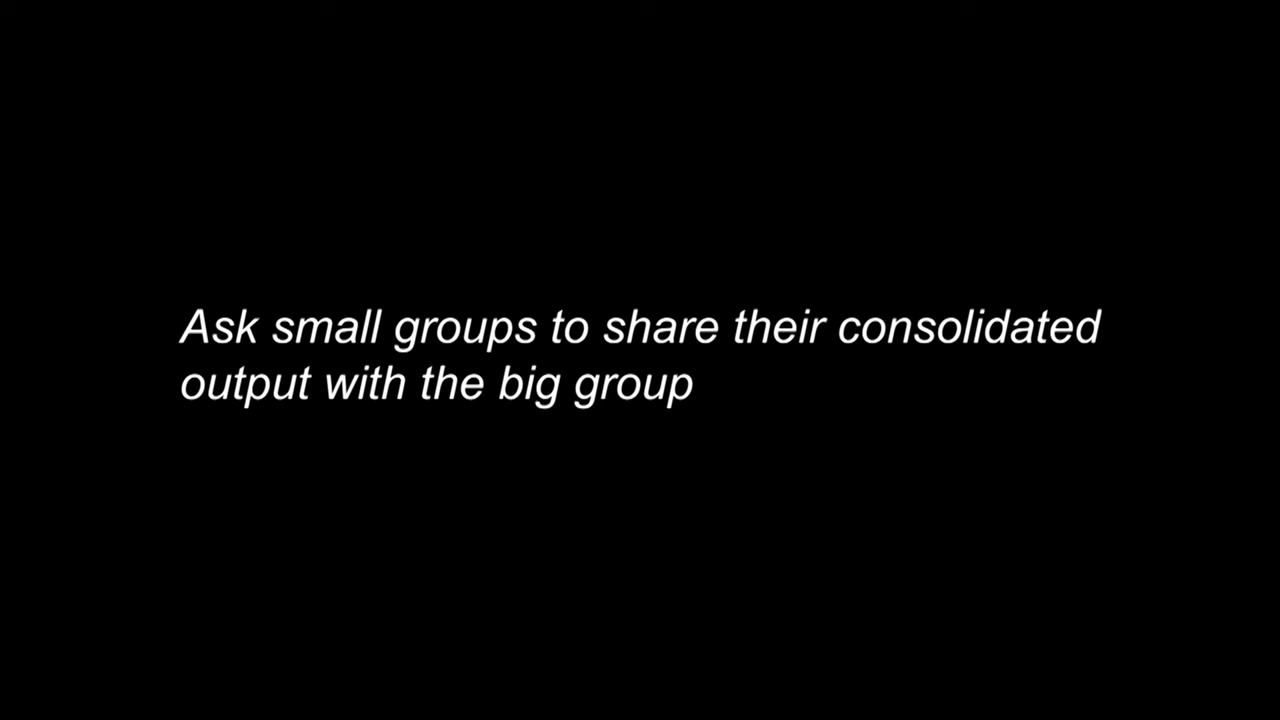 Ask small groups to share their consolidated
output with the big group